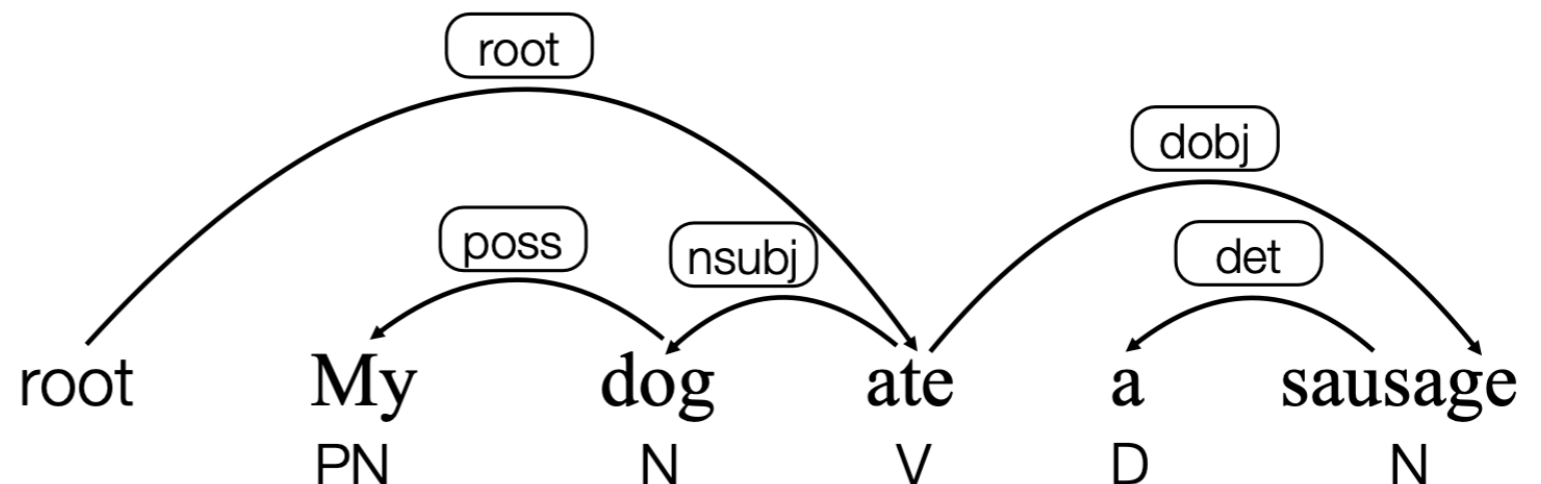 root
dobj
poss nsubj det
root My dog ate a sausage
PN N V D N